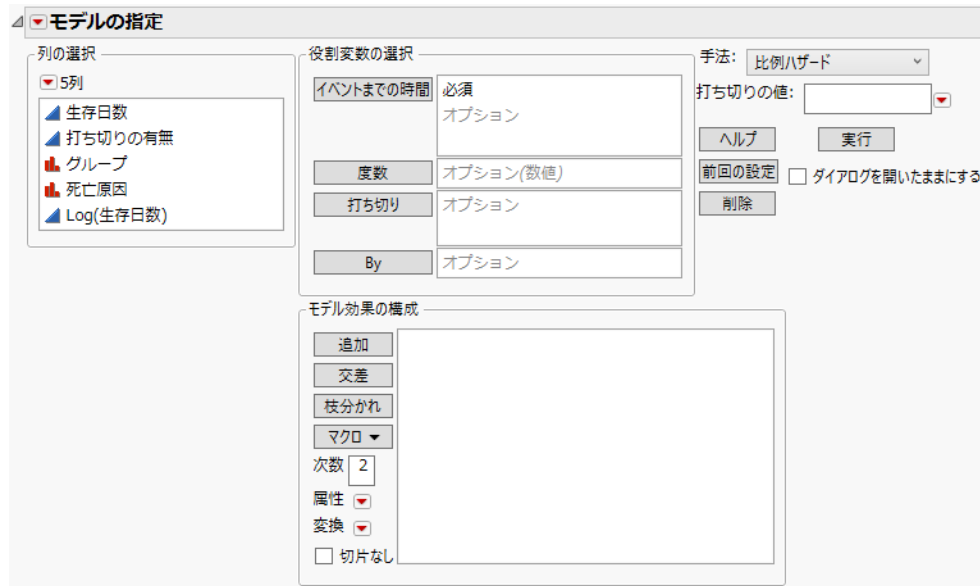 モデルの指定
列の選択
5列
生存日数
打ち切りの有無
グループ
死亡原因
Log(生存日数)
役割変数の選択
イベントまでの時間 必須
オプション
度数 オプション(数値)
打ち切り オプション
By オプション
手法: 比例ハザード
打ち切りの値:
ヘルプ 実行
前回の設定 ダイアログを開いたままにする
削除
モデル効果の構成
追加
交差
枝分かれ
マクロ
次数 2
属性
変換
切片なし